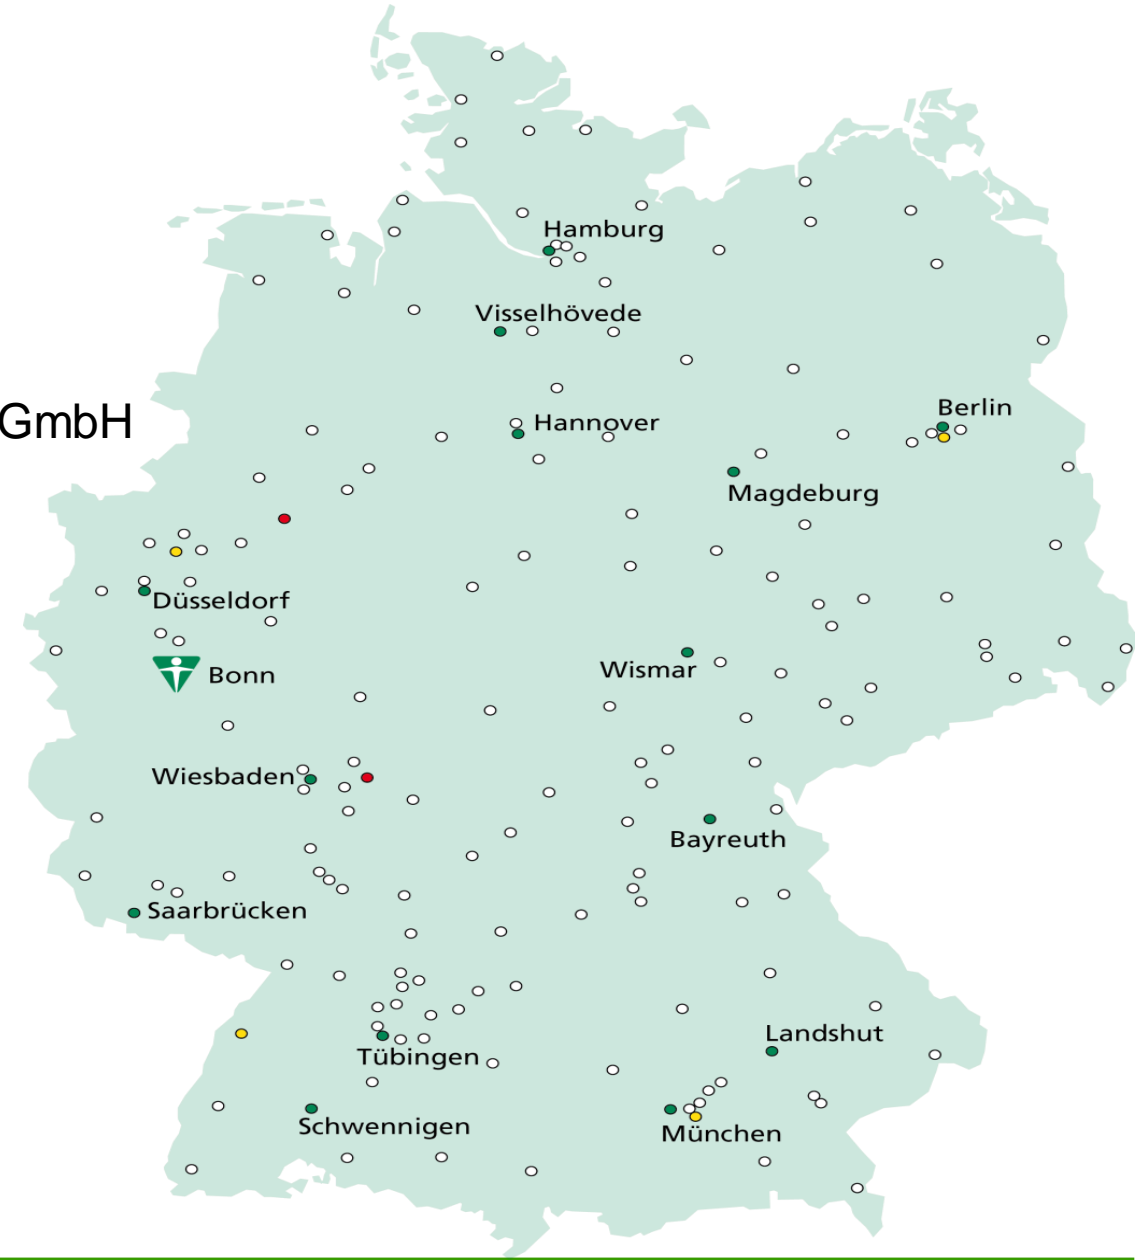 Hamburg
Visselhövede
GmbH
Berlin
Hannover
Magdeburg
Düsseldorf
Wismar
Bonn
Wiesbaden
Bayreuth
Saarbrücken
Landshut
Tübingen
Schwennigen
München